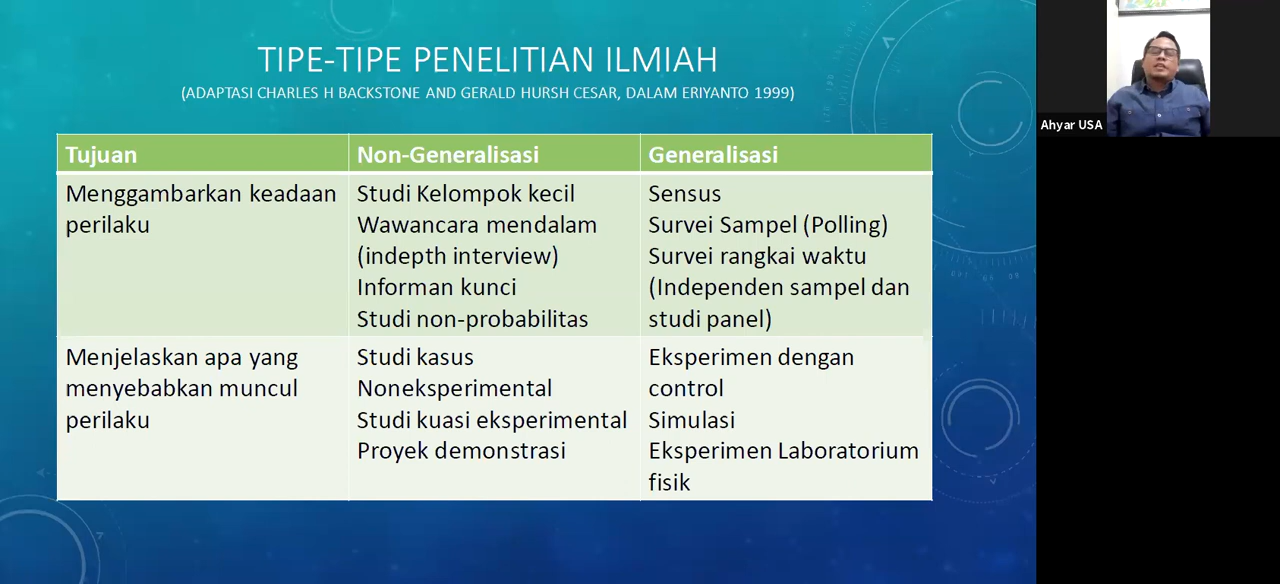 TIPE-TIPE PENELITIAN ILMIAH
(ADAPTASI CHARLES H BACKSTONE AND GERALD HURSH CESAR, DALAM ERIYANTO 1999)
Tujuan
Non-Generalisasi
Generalisasi
Menggambarkan keadaan
perilaku
Studi Kelompok kecil
Wawancara mendalam
(indepth interview)
Informan kunci
Studi non-probabilitas
Sensus
Survei Sampel (Polling)
Survei rangkai waktu
(Independen sampel dan
studi panel)
Menjelaskan apa yang
menyebabkan muncul
perilaku
Studi kasus
Noneksperimental
Studi kuasi eksperimental
Proyek demonstrasi
Eksperimen dengan
control
Simulasi
Eksperimen Laboratorium
fisik
Ahyar USA